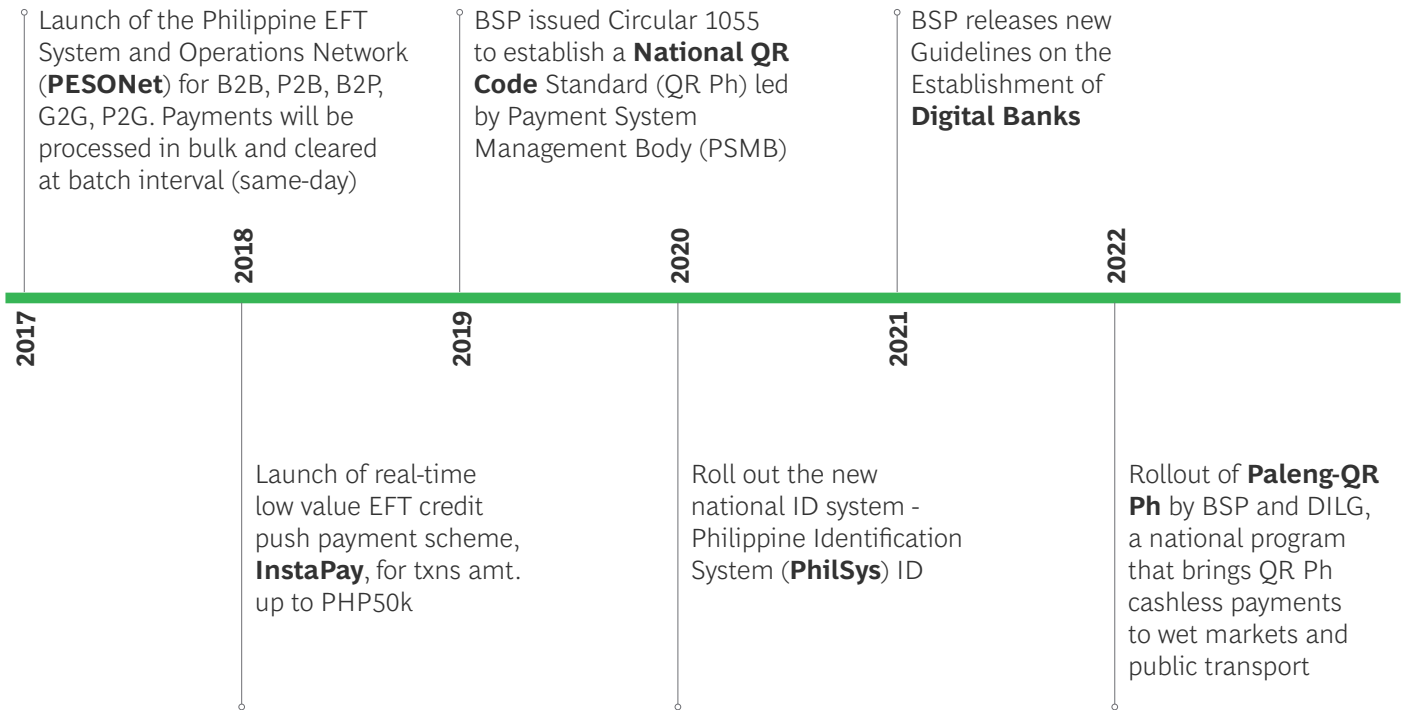 Launch of the Philippine EFT
System and Operations Network
(PESONet) for B2B, P2B, B2P,
G2G, P2G. Payments will be
processed in bulk and cleared
at batch interval (same-day)
BSP issued Circular 1055
to establish a National QR
Code Standard (QR Ph) led
by Payment System
Management Body (PSMB)
BSP releases new
Guidelines on the
Establishment of
Digital Banks
2018
2020
2022
2017
2019
2021
Launch of real-time
low value EFT credit
push payment scheme,
InstaPay, for txns amt.
up to PHP50k
Roll out the new
national ID system -
Philippine Identification
System (PhilSys) ID
Rollout of Paleng-QR
Ph by BSP and DILG,
a national program
that brings QR Ph
cashless payments
to wet markets and
public transport